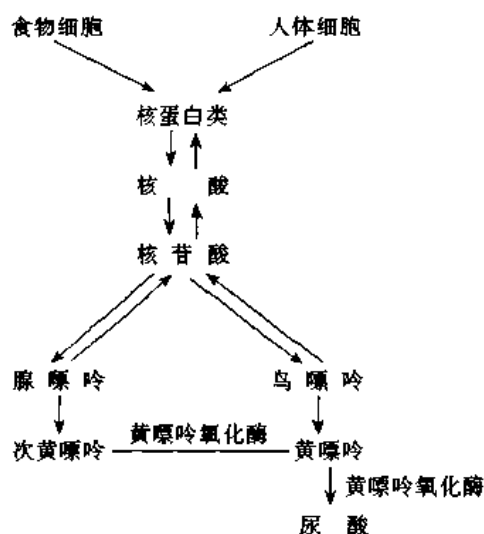 食物细胞 人体细胞
核蛋白类
核 酸
核苷酸
腺嘌呤 鸟嘌呤
黄嘌呤氧化酶
次黄嘌呤 黄嘌呤
黄嘌呤氧化酶
尿 酸